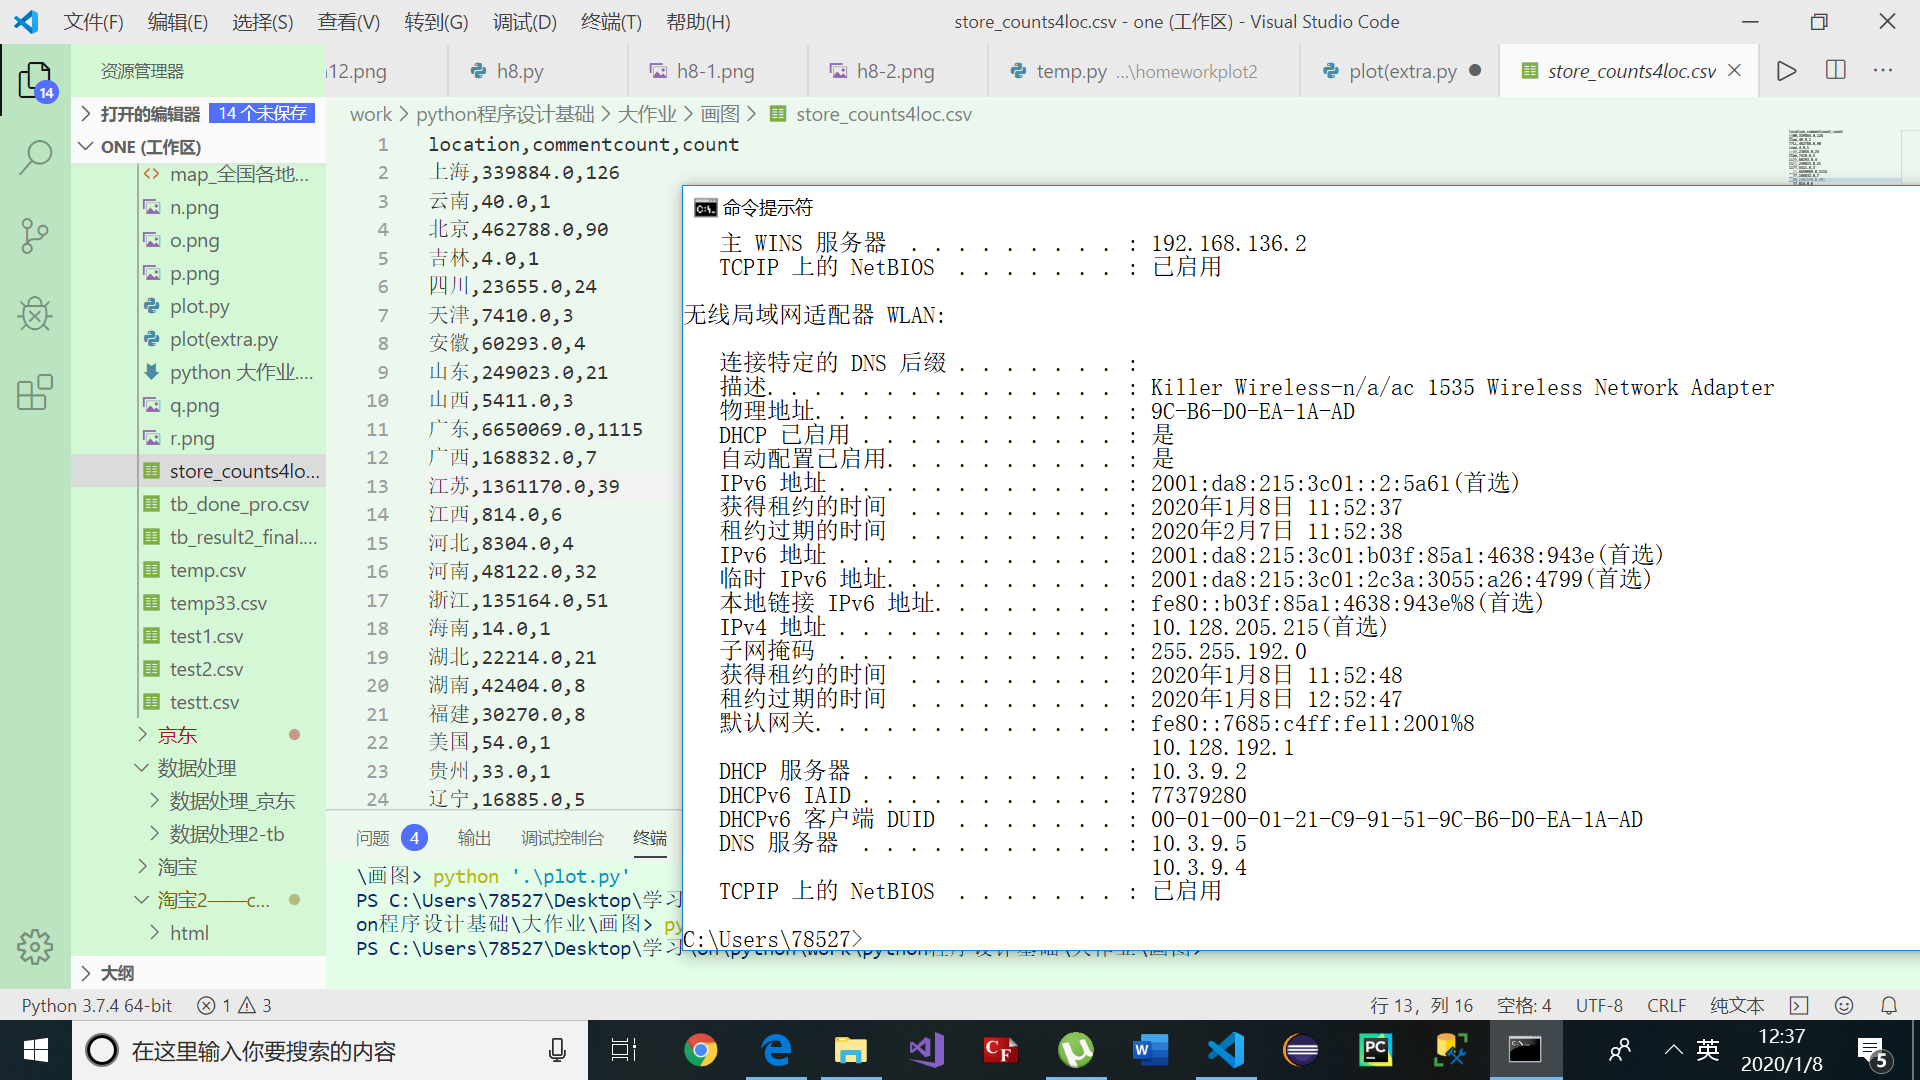 文件(F) 编辑(E) 选择(S) 查看(V) 转到(G) 调试(D) 终端(T) 帮助(H)
store_counts4loc.csv - one (工作区) - Visual Studio Code
资源管理器
12.png
h8.py
h8-1.png
h8-2.png
temp.py ...\homeworkplot2
plot(extra.py
store_counts4loc.csv
14
打开的编辑器 14 个未保存
ONE (工作区)
map_全国各地...
n.png
o.png
p.png
plot.py
plot(extra.py
python 大作业....
q.png
r.png
store_counts4lo...
tb_done_pro.csv
tb_result2_final....
temp.csv
temp33.csv
test1.csv
test2.csv
testt.csv
京东
数据处理
数据处理_京东
数据处理2-tb
淘宝
淘宝2——c...
html
大纲
work > python程序设计基础 > 大作业 > 画图 > store_counts4loc.csv
1 location,commentcount,count
2 上海,339884.0,126
3 云南,40.0,1
4 北京,462788.0,90
5 吉林,4.0,1
6 四川,23655.0,24
7 天津,7410.0,3
8 安徽,60293.0,4
9 山东,249023.0,21
10 山西,5411.0,3
11 广东,6650069.0,1115
12 广西,168832.0,7
13 江苏,1361170.0,39
14 江西,814.0,6
15 河北,8304.0,4
16 河南,48122.0,32
17 浙江,135164.0,51
18 海南,14.0,1
19 湖北,22214.0,21
20 湖南,42404.0,8
21 福建,30270.0,8
22 美国,54.0,1
23 贵州,33.0,1
24 辽宁,16885.0,5
问题 4 输出 调试控制台 终端
\画图> python '.\plot.py'
PS C:\Users\78527\Desktop\学习
on程序设计基础\大作业\画图> py
PS C:\Users\78527\Desktop\学习
命令提示符
主 WINS 服务器 . . . . . . . . . : 192.168.136.2
TCPIP 上的 NetBIOS . . . . . . . : 已启用
无线局域网适配器 WLAN:
连接特定的 DNS 后缀 . . . . . . . :
描述. . . . . . . . . . . . . . . : Killer Wireless-n/a/ac 1535 Wireless Network Adapter
物理地址. . . . . . . . . . . . . : 9C-B6-D0-EA-1A-AD
DHCP 已启用 . . . . . . . . . . . : 是
自动配置已启用. . . . . . . . . . : 是
IPv6 地址 . . . . . . . . . . . . : 2001:da8:215:3c01::2:5a61(首选)
获得租约的时间 . . . . . . . . . : 2020年1月8日 11:52:37
租约过期的时间 . . . . . . . . . : 2020年2月7日 11:52:38
IPv6 地址 . . . . . . . . . . . . : 2001:da8:215:3c01:b03f:85a1:4638:943e(首选)
临时 IPv6 地址. . . . . . . . . . : 2001:da8:215:3c01:2c3a:3055:a26:4799(首选)
本地链接 IPv6 地址. . . . . . . . : fe80::b03f:85a1:4638:943e%8(首选)
IPv4 地址 . . . . . . . . . . . . : 10.128.205.215(首选)
子网掩码 . . . . . . . . . . . . : 255.255.192.0
获得租约的时间 . . . . . . . . . : 2020年1月8日 11:52:48
租约过期的时间 . . . . . . . . . : 2020年1月8日 12:52:47
默认网关. . . . . . . . . . . . . : fe80::7685:c4ff:fe11:2001%8
10.128.192.1
DHCP 服务器 . . . . . . . . . . . : 10.3.9.2
DHCPv6 IAID . . . . . . . . . . . : 77379280
DHCPv6 客户端 DUID . . . . . . . : 00-01-00-01-21-C9-91-51-9C-B6-D0-EA-1A-AD
DNS 服务器 . . . . . . . . . . . : 10.3.9.5
10.3.9.4
TCPIP 上的 NetBIOS . . . . . . . : 已启用
C:\Users\78527>
Python 3.7.4 64-bit
1
3
行 13，列 16 空格: 4 UTF-8 CRLF 纯文本
在这里输入你要搜索的内容
英
12:37
2020/1/8
5